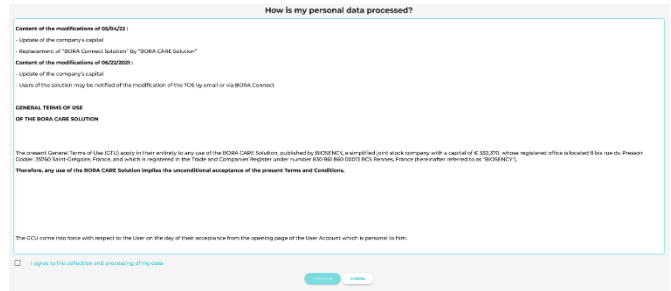 How is my personal data processed?
Content of the modifications of 05/04/22 :
- Update of the company's capital
- Replacement of "BORA Connect Solution" By "BORA CARE Solution"
Content of the modifications of 06/22/2021 :
- Update of the company's capital
- Users of the solution may be notified of the modification of the TOS by email or via BORA Connect
GENERAL TERMS OF USE
OF THE BORA CARE SOLUTION
The present General Terms of Use (GTU) apply in their entirety to any use of the BORA CARE Solution, published by BIOSENCY, a simplified joint stock company with a capital of € 330,370, whose registered office is located 8 bis rue du Pressoir
Godier, 35760 Saint-Grégoire, France, and which is registered in the Trade and Companies Register under number 830 861 860 00013 RCS Rennes, France (hereinafter referred to as "BIOSENCY").
Therefore, any use of the BORA CARE Solution implies the unconditional acceptance of the present Terms and Conditions.
The GCU come into force with respect to the User on the day of their acceptance from the opening page of the User Account which is personal to him.
I agree to the collection and processing of my data
CANCEL